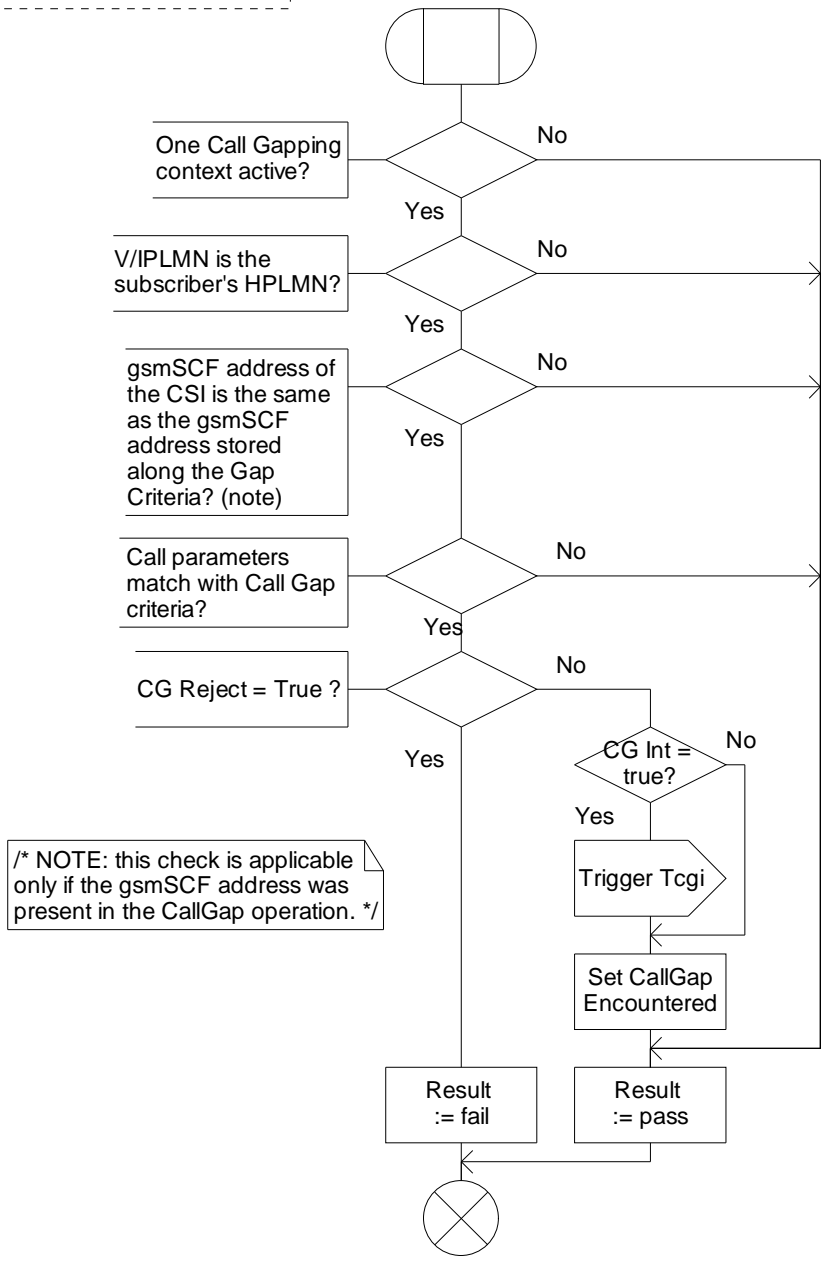 One Call Gapping
context active?
No
Yes
V/IPLMN is the
subscriber's HPLMN?
No
Yes
gsmSCF address of
the CSI is the same
as the gsmSCF
address stored
along the Gap
Criteria? (note)
No
Yes
Call parameters
match with Call Gap
criteria?
No
Yes
CG Reject = True ?
No
Yes
CG Int =
true?
No
Yes
Trigger Tcgi
/* NOTE: this check is applicable
only if the gsmSCF address was
present in the CallGap operation. */
Set CallGap
Encountered
Result
:= fail
Result
:= pass